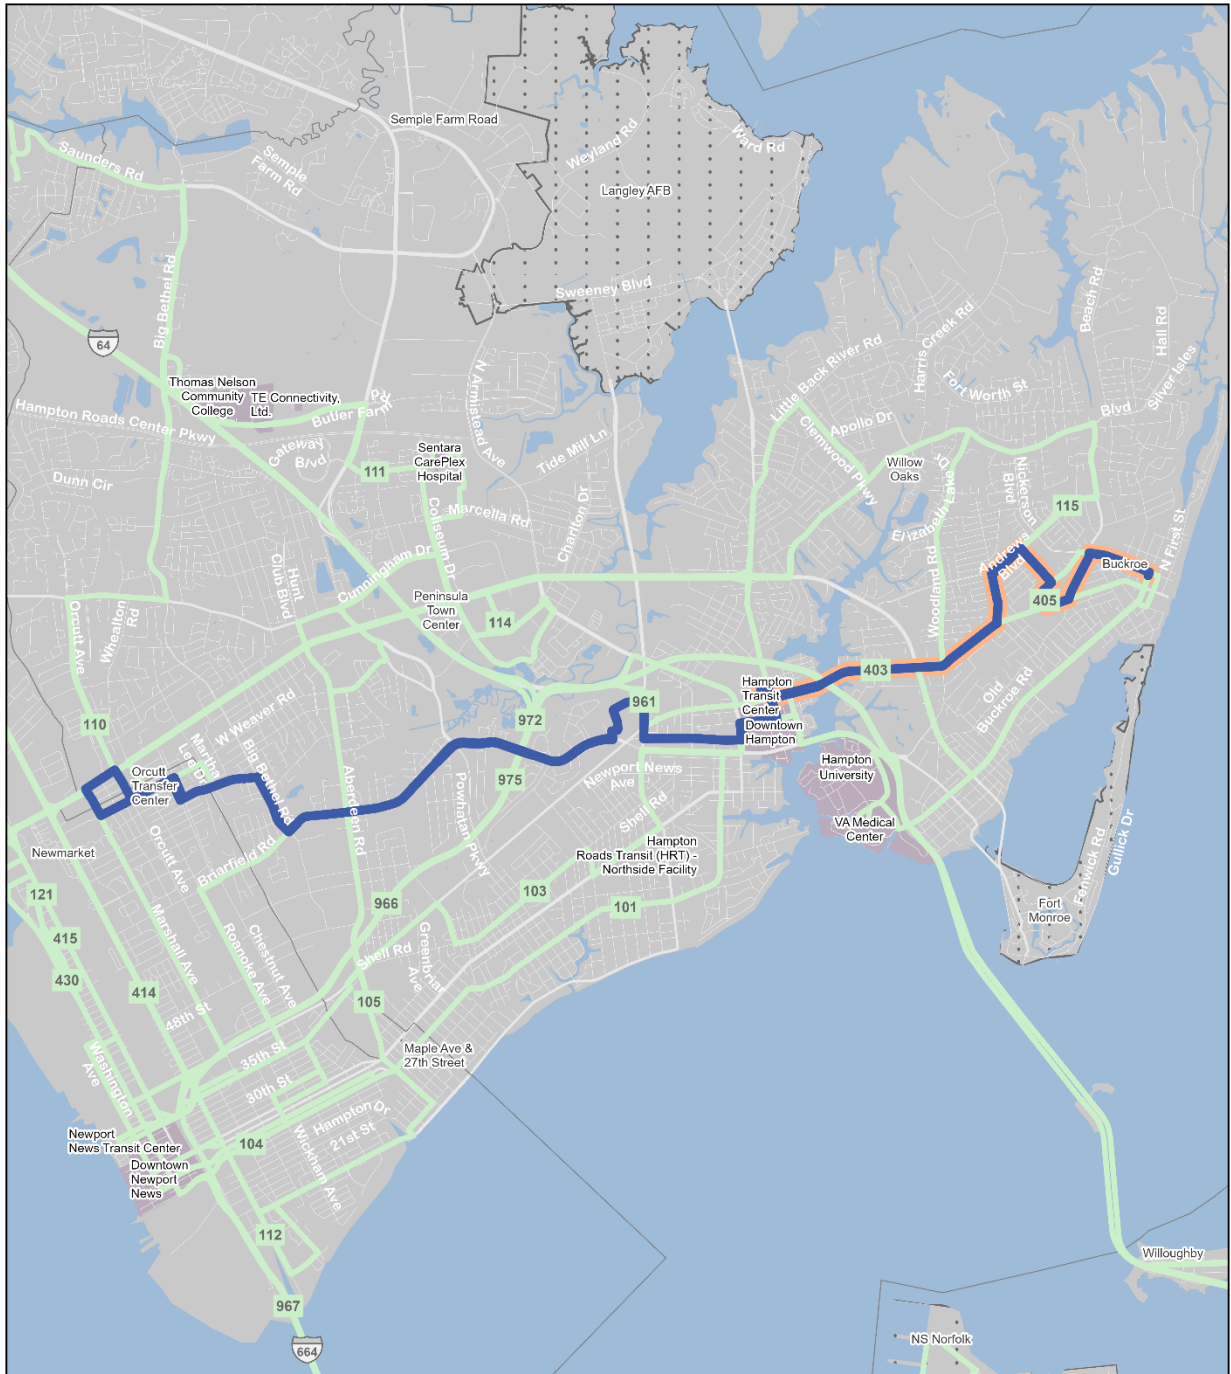 Semple Farm Road
Saunders Rd
Semple
Farm Rd
Weyland Rd
Ward Rd
Langley AFB
Sweeney Blvd
Big Bethel Rd
64
Beach Rd
Hall Rd
Silver Isles
Blvd
Harris Creek Rd
Fort Worth St
Little Back River Rd
Apollo Dr
Clemwood Pkwy
Thomas Nelson
Community
College
TE Connectivity,
Ltd.
Butler Farm
Rd
Hampton Roads Center Pkwy
Gateway
Blvd
N Armistead Ave
Tide Mill Ln
Sentara
CarePlex
Hospital
111
Willow
Oaks
Elizabeth Lake
Dr
Nickerson
Blvd
115
Dunn Cir
Coliseum Dr
Marcella Rd
Charlton Dr
Cunningham Dr
Hunt
Club Blvd
Andrews
Blvd
Buckroe
N First St
Peninsula
Town
Center
114
405
Woodland Rd
Orcutt Ave
Whealton
Rd
403
Old
Buckroe Rd
Hampton
Transit
Center
961
972
110
W Weaver Rd
Downtown
Hampton
Martha
Lee Dr
Big Bethel Rd
975
Hampton
University
Orcutt
Transfer
Center
Newport News
Ave
Aberdeen Rd
Powhatan Pkwy
Shell Rd
VA Medical
Center
Gullick Dr
Fenwick Rd
Newmarket
Orcutt Ave
Briarfield Rd
Hampton
Roads Transit (HRT) -
Northside Facility
121
103
966
101
Fort
Monroe
415
Marshall Ave
Roanoke Ave
Chestnut Ave
Greenbriar
Ave
Shell Rd
430
414
105
48th St
Washington
Ave
35th St
Maple Ave &
27th Street
30th St
Hampton Dr
21st St
Wickham Ave
Newport
News Transit Center
104
Downtown
Newport
News
112
Willoughby
967
664
NS Norfolk